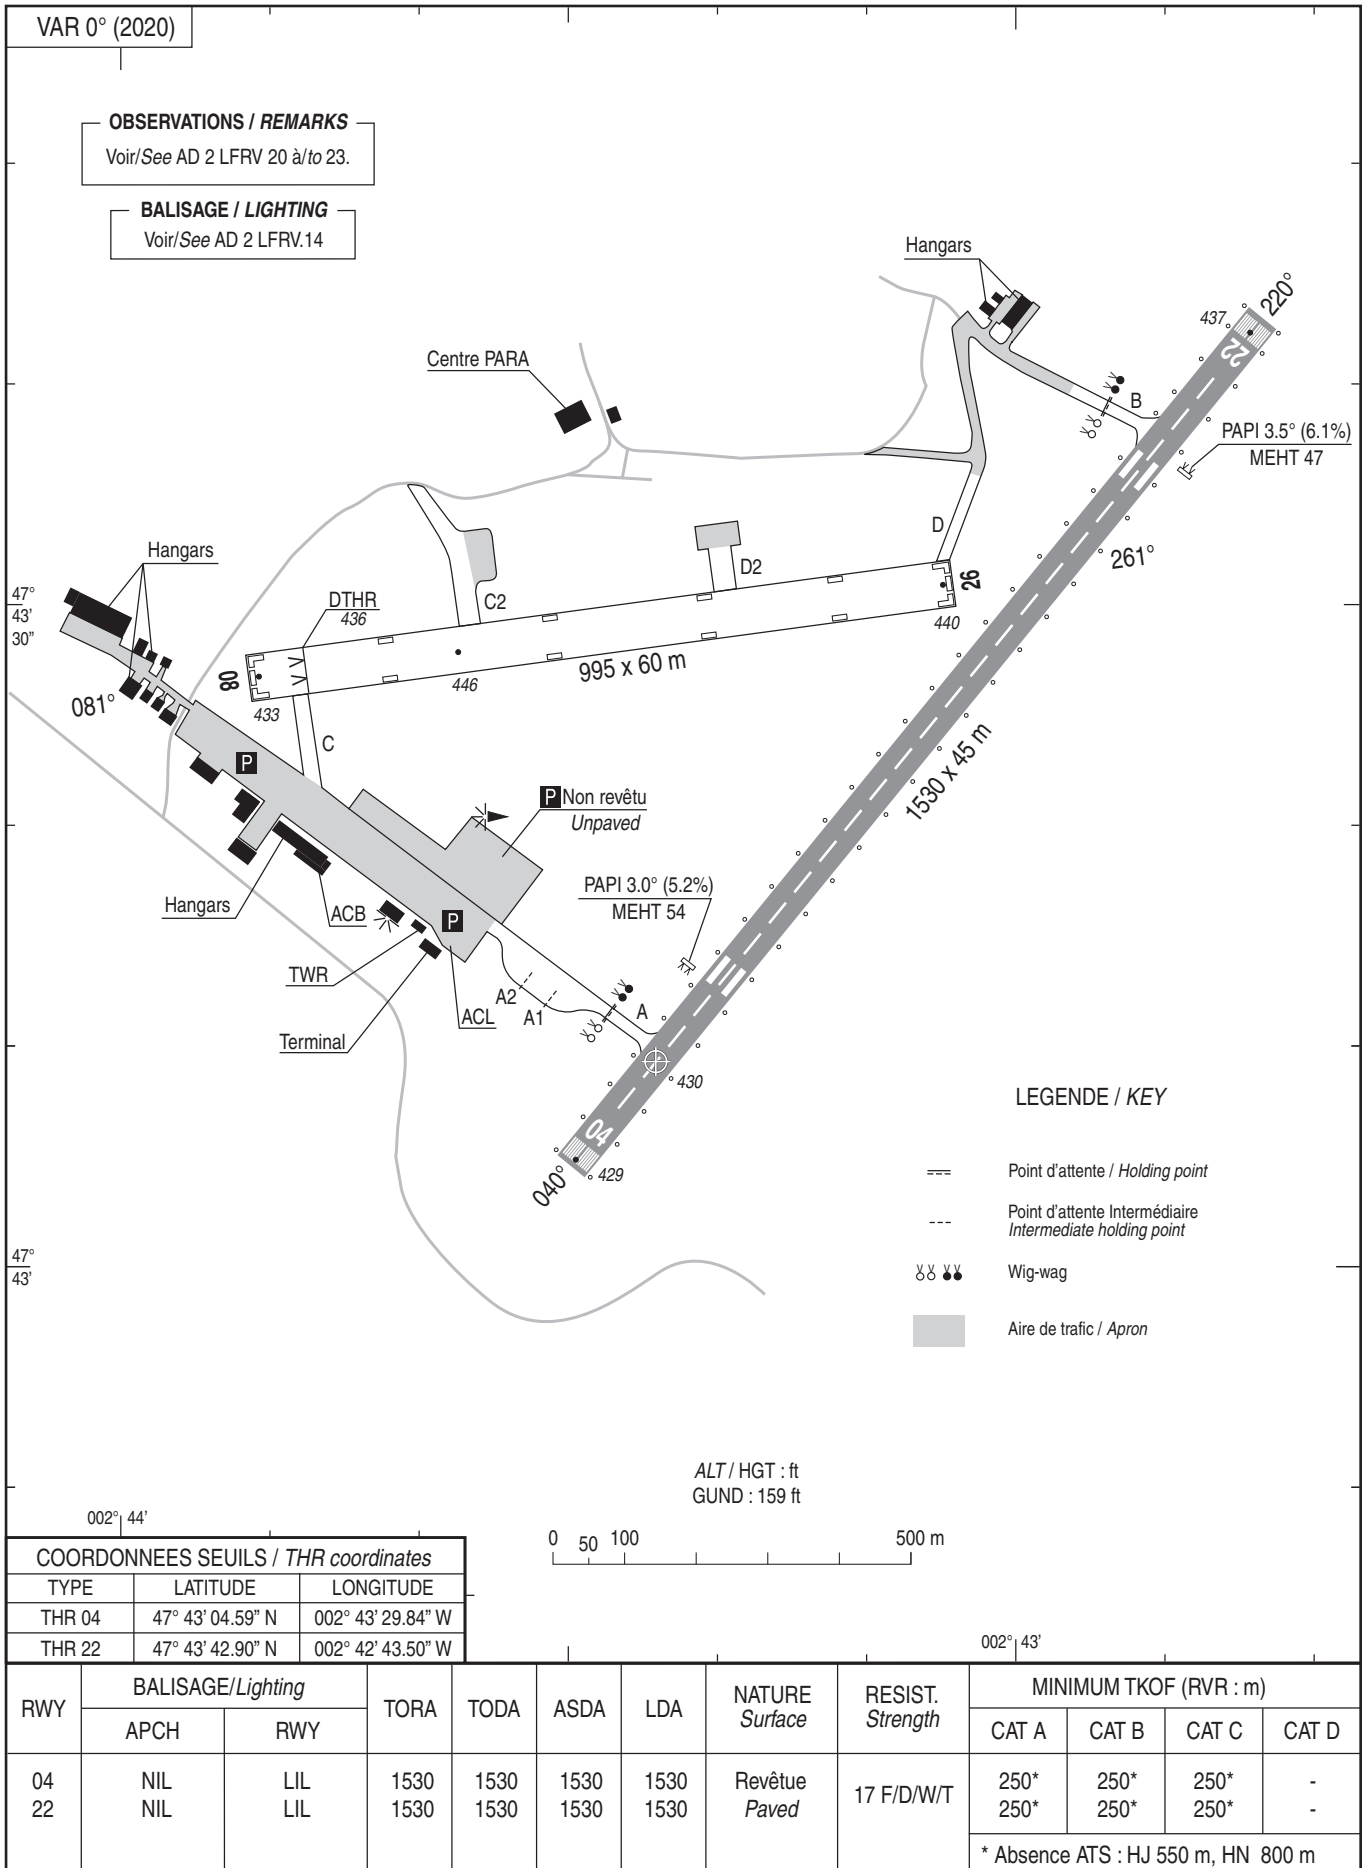 VAR 0° (2020)
OBSERVATIONS / REMARKS
Voir/See AD 2 LFRV 20 à/to 23.
BALISAGE / LIGHTING
Voir/See AD 2 LFRV.14
Hangars
437
220°
22
Centre PARA
B
PAPI 3.5° (6.1%)
MEHT 47
D
Hangars
261°
D2
26
C2
47°
43'
30"
DTHR
436
440
995 x 60 m
08
446
081°
433
C
P
1530 x 45 m
P Non revêtu
Unpaved
PAPI 3.0° (5.2%)
MEHT 54
Hangars
ACB
P
TWR
A2
A1
A
ACL
Terminal
430
LEGENDE / KEY
04
040°
429
Point d'attente / Holding point
Point d'attente Intermédiaire
Intermediate holding point
47°
43'
Wig-wag
Aire de trafic / Apron
ALT / HGT : ft
GUND : 159 ft
002° 44'
0 50 100 500 m
COORDONNEES SEUILS / THR coordinates
TYPE LATITUDE LONGITUDE
THR 04 47° 43' 04.59" N 002° 43' 29.84" W
THR 22 47° 43' 42.90" N 002° 42' 43.50" W
002° 43'
RWY BALISAGE/Lighting TORA TODA ASDA LDA NATURE RESIST. MINIMUM TKOF (RVR : m)
Surface Strength
APCH RWY CAT A CAT B CAT C CAT D
04 NIL LIL 1530 1530 1530 1530 Revêtue 17 F/D/W/T 250* 250* 250* -
22 NIL LIL 1530 1530 1530 1530 Paved 250* 250* 250* -
* Absence ATS : HJ 550 m, HN 800 m